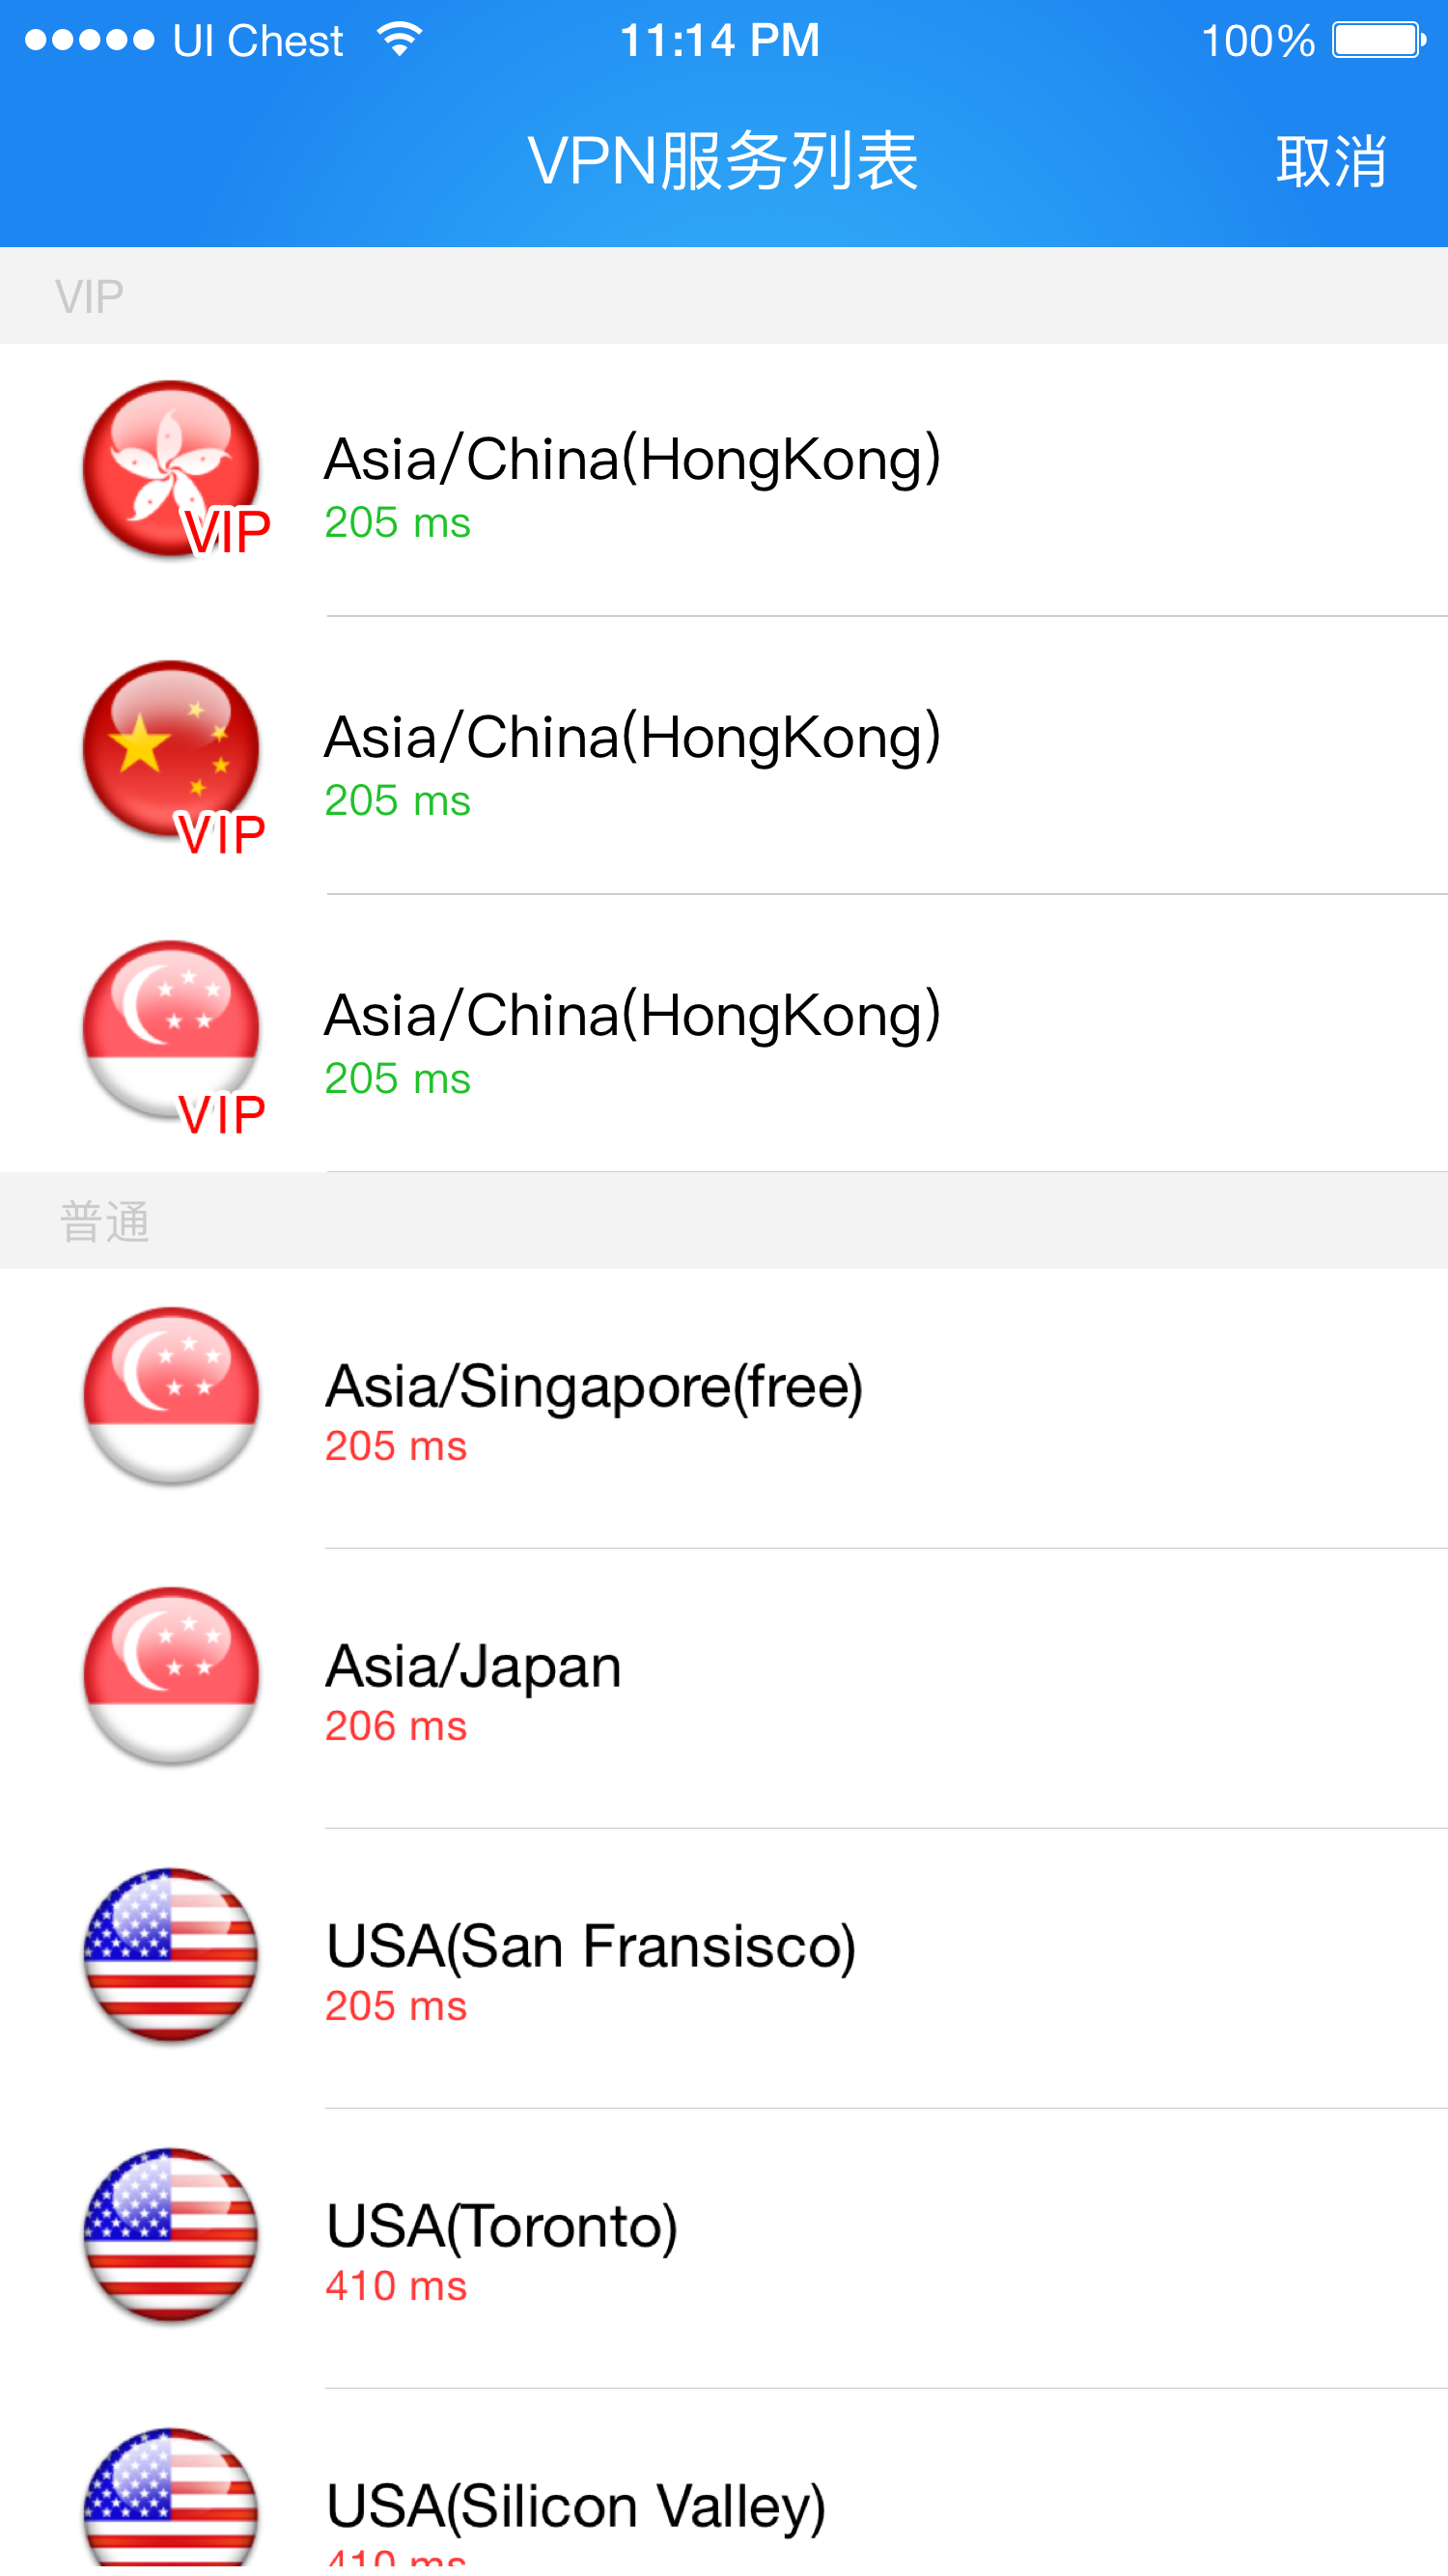 UI Chest 11:14 PM 100%
VPN服务列表 取消
VIP
Asia/China(HongKong)
205 ms
VIP
Asia/China(HongKong)
205 ms
VIP
Asia/China(HongKong)
205 ms
VIP
普通
Asia/Singapore(free)
205 ms
Asia/Japan
206 ms
USA(San Fransisco)
205 ms
USA(Toronto)
410 ms
USA(Silicon Valley)
410 ms